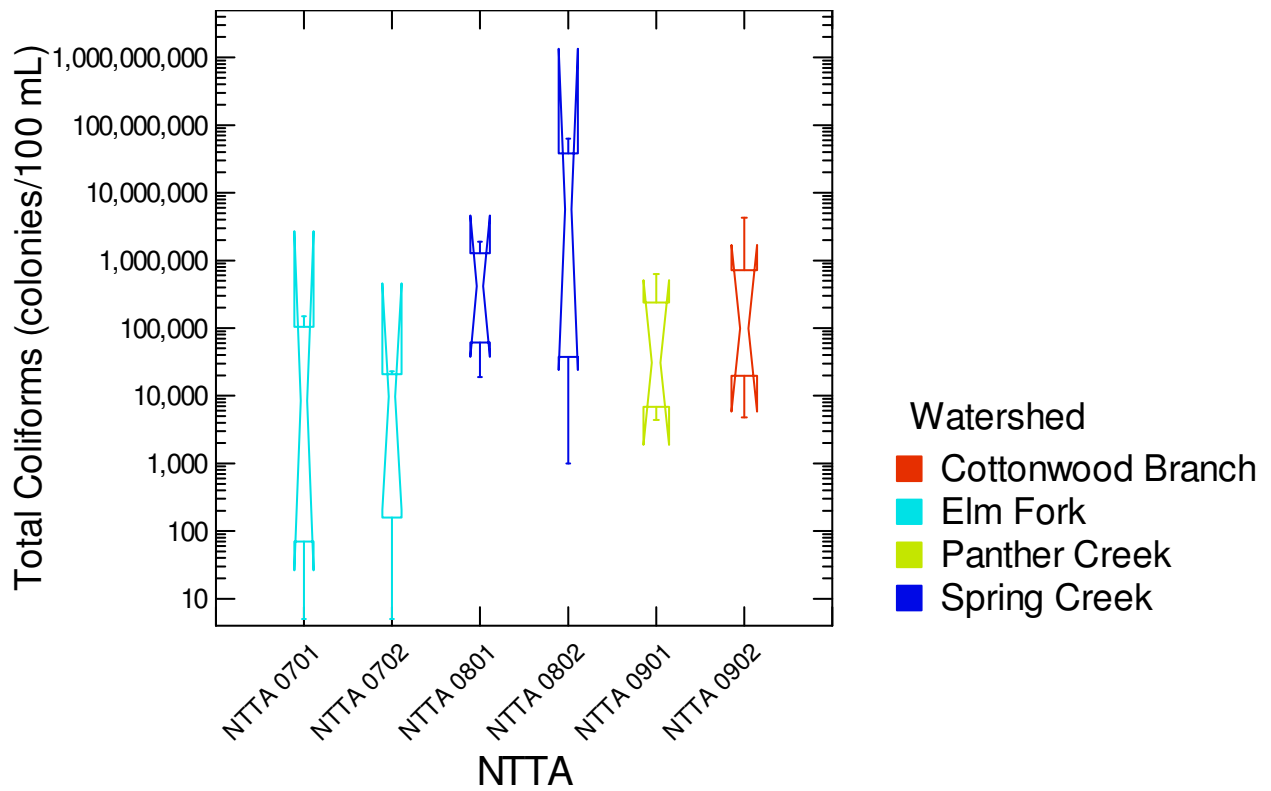 Total Coliforms (colonies/100 mL)
1,000,000,000
100,000,000
10,000,000
1,000,000
100,000
10,000
1,000
100
10
NTTA 0701
NTTA 0702
NTTA 0801
NTTA 0802
NTTA 0901
NTTA 0902
NTTA
Watershed
Cottonwood Branch
Elm Fork
Panther Creek
Spring Creek